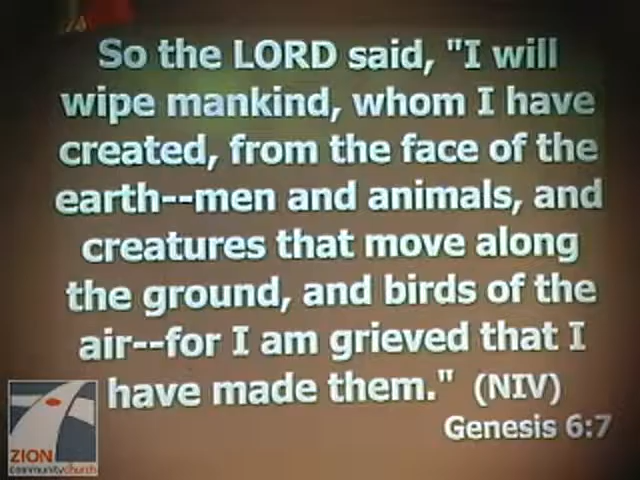 So the LORD said, "I will
wipe mankind, whom I have
created, from the face of the
earth--men and animals, and
creatures that move along
the ground, and birds of the
air--for I am grieved that I
have made them." (NIV)
Genesis 6:7
ZION
communitychurch